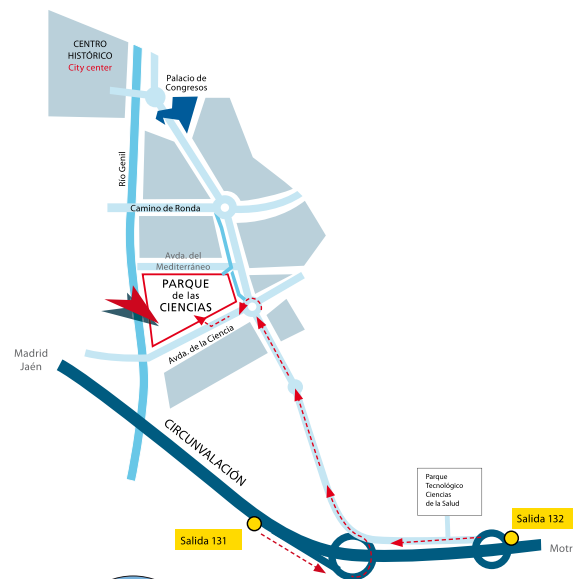 CENTRO
HISTÓRICO
City center
Palacio de
Congresos
Río Genil
Camino de Ronda
Avda. del
Mediterráneo
PARQUE
de las
CIENCIAS
Avda. de la Ciencia
Madrid
Jaén
CIRCUNVALACIÓN
Parque
Tecnológico
Ciencias
de la Salud
Salida 132
Salida 131
Motr